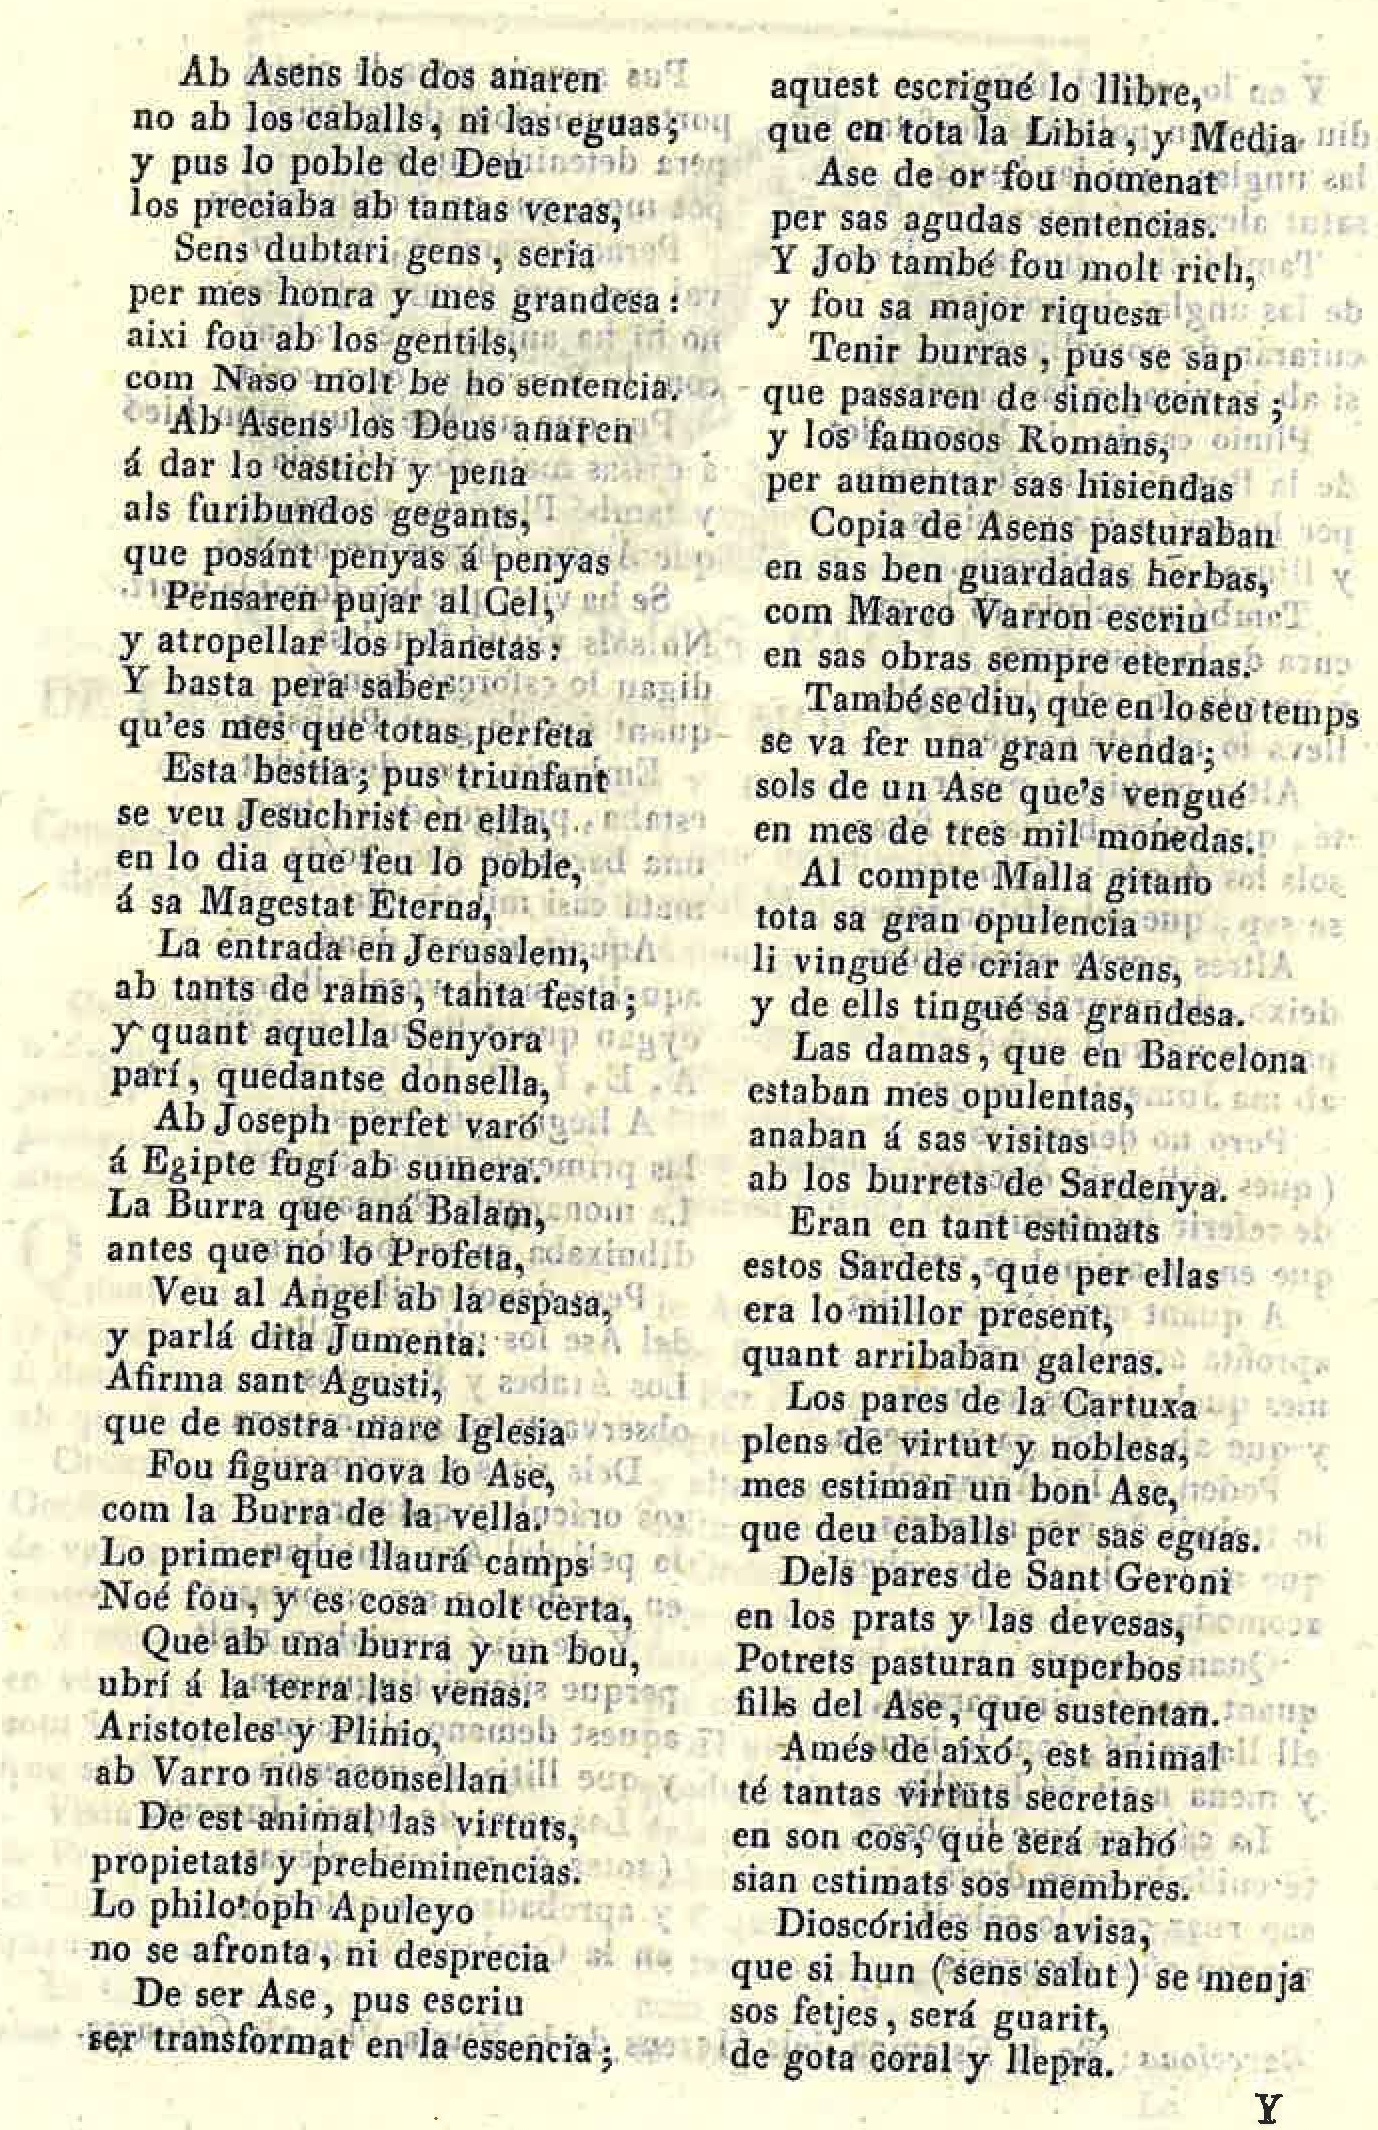 Ab Asens los dos anaren
no ab los caballs, ni las eguas;
y pus lo poble de Deu
los preciaba ab tantas veras,
Sens dubtari gens, seria
per mes honra y mes grandesa:
aixi fou ab los gentils,
com Naso molt be ho sentencia.
Ab Asens los Deus anaren
á dar lo castich y pena
als furibundos gegants,
que posánt penyas á penyas
Pensaren pujar al Cel,
y atropellar los planetas:
Y basta pera saber
qu'es mes que totas perfeta
Esta bestia; pus triunfant
se veu Jesuchrist en ella,
en lo dia que feu lo poble,
á sa Magestat Eterna,
La entrada en Jerusalem,
ab tants de rams, tanta festa;
y quant aquella Senyora
parí, quedantse donsella,
Ab Joseph perfet varó
á Egipte fugí ab sumera.
La Burra que aná Balam,
antes que no lo Profeta,
Veu al Angel ab la espasa,
y parlá dita Jumenta.
Afirma sant Agusti,
que de nostra mare Iglesia
Fou figura nova lo Ase,
com la Burra de la vella.
Lo primer que llaurá camps
Noé fou, y es cosa molt certa,
Que ab una burra y un bou,
ubrí á la terra las venas.
Aristoteles y Plinio,
ab Varro nos aconsellan
De est animal las virtuts,
propietats y preheminencias.
Lo philosoph Apuleyo
no se afronta, ni desprecia
De ser Ase, pus escriu
ser transformat en la essencia;
aquest escrigué lo llibre,
que en tota la Libia, y Media
Ase de or fou nomenat
per sas agudas sentencias.
Y Job també fou molt rich,
y fou sa major riquesa
Tenir burras, pus se sap
que passaren de sinch centas;
y los famosos Romans,
per aumentar sas hisiendas
Copia de Asens pasturaban
en sas ben guardadas herbas,
com Marco Varron escriu
en sas obras sempre eternas.
També se diu, que en lo seu temps
se va fer una gran venda;
sols de un Ase que's vengué
en mes de tres mil monedas.
Al compte Malla gitano
tota sa gran opulencia
li vingué de criar Asens,
y de ells tingué sa grandesa.
Las damas, que en Barcelona
estaban mes opulentas,
anaban á sas visitas
ab los burrets de Sardenya.
Eran en tant estimats
estos Sardets, que per ellas
era lo millor present,
quant arribaban galeras.
Los pares de la Cartuxa
plens de virtut y noblesa,
mes estiman un bon Ase,
que deu caballs per sas eguas.
Dels pares de Sant Geroni
en los prats y las devesas,
Potrets pasturan superbos
fills del Ase, que sustentan.
Amés de aixó, est animal
té tantas virtuts secretas
en son cos, que será rahó
sian estimats sos membres.
Dioscórides nos avisa,
que si hun (sens salut) se menja
sos fetjes, será guarit,
de gota coral y llepra.
Y